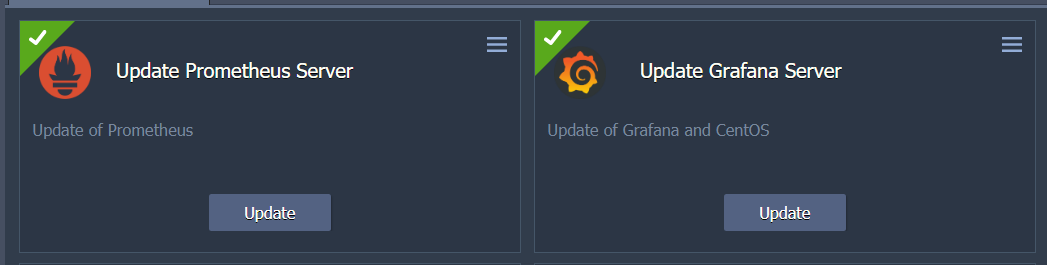 Update Prometheus Server
Update of Prometheus
Update
Update Grafana Server
Update of Grafana and CentOS
Update